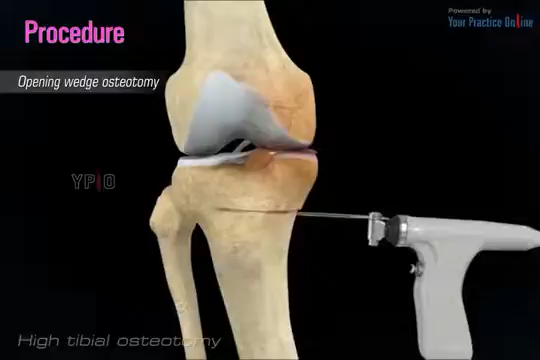 Powered by
Your Practice Online
Procedure
Opening wedge osteotomy
YPO
High tibial osteotomy